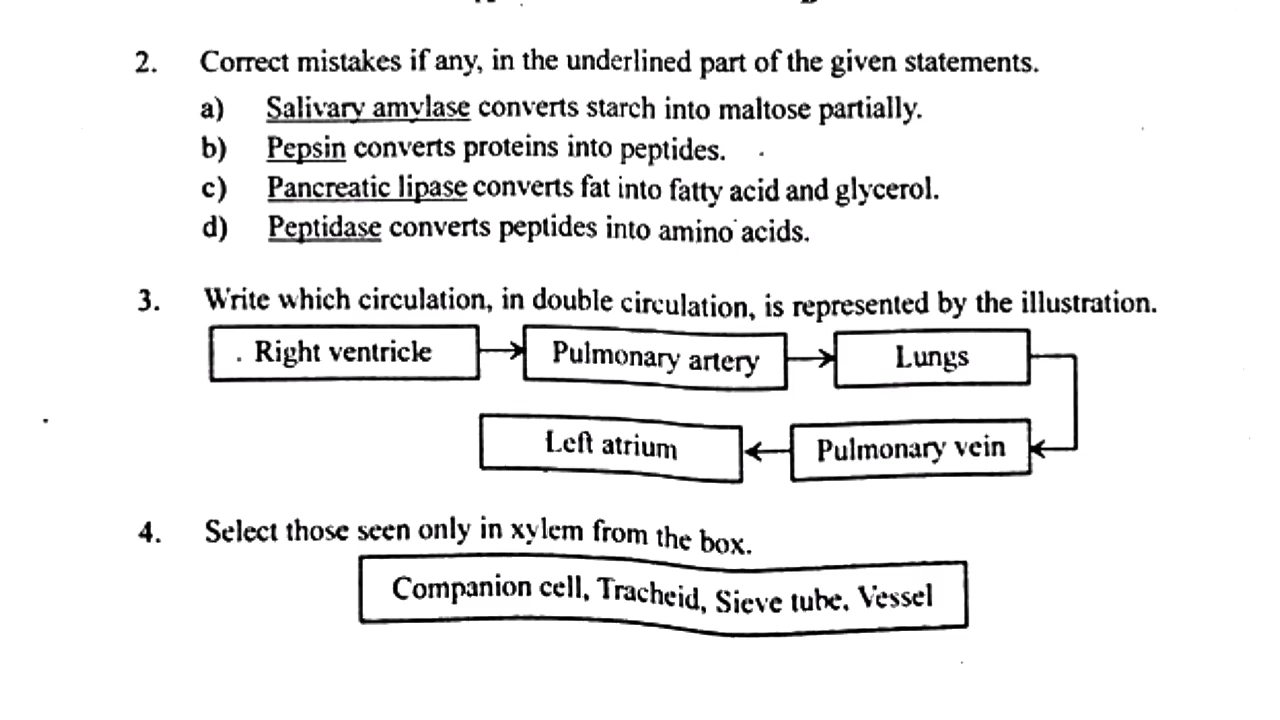 2. Correct mistakes if any, in the underlined part of the given statements.
a) Salivary amylase converts starch into maltose partially.
b) Pepsin converts proteins into peptides.
c) Pancreatic lipase converts fat into fatty acid and glycerol.
d) Peptidase converts peptides into amino acids.
3. Write which circulation, in double circulation, is represented by the illustration.
Right ventricle
Pulmonary artery
Lungs
Pulmonary vein
Left atrium
4. Select those seen only in xylem from the box.
Companion cell, Tracheid, Sieve tube, Vessel